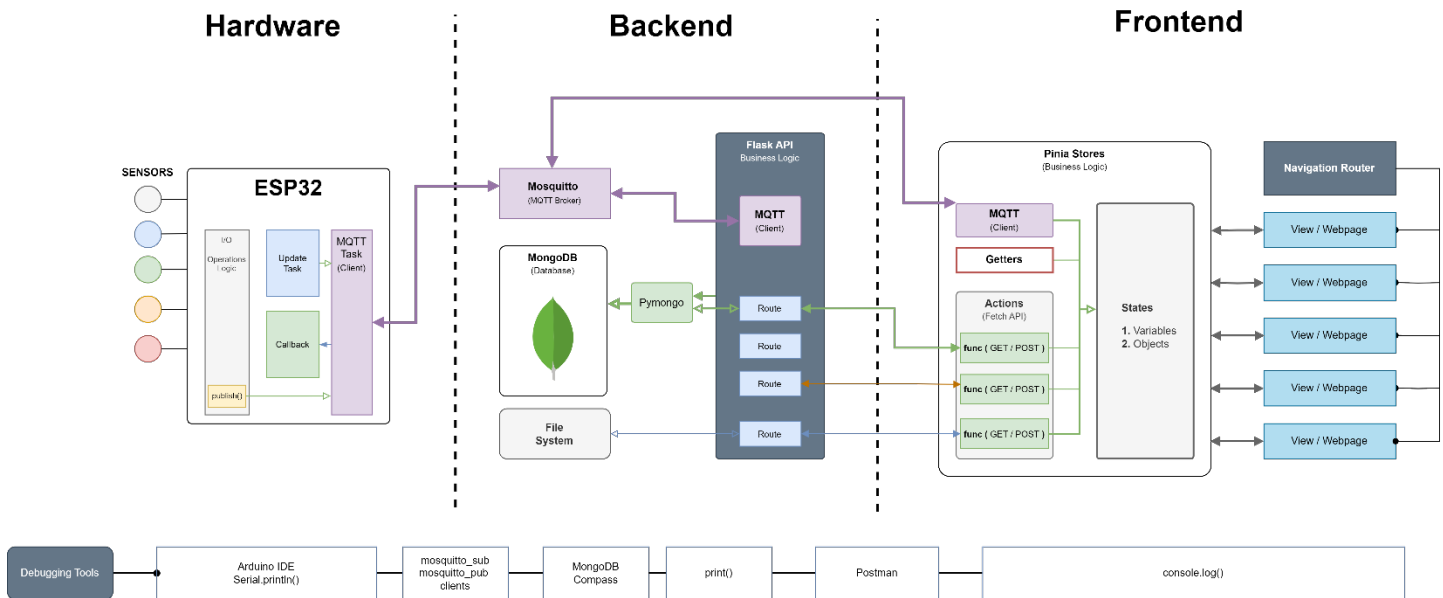 Hardware
Backend
Frontend
SENSORS
ESP32
I/O
Operations
Logic
Update
Task
MQTT
Task
(Client)
Callback
publish()
Mosquitto
(MQTT Broker)
MongoDB
(Database)
Pymongo
File
System
Flask API
Business Logic
MQTT
(Client)
Route
Route
Route
Route
Pinia Stores
(Business Logic)
MQTT
(Client)
Getters
Actions
(Fetch API)
func ( GET / POST )
func ( GET / POST )
func ( GET / POST )
States
1. Variables
2. Objects
Navigation Router
View / Webpage
View / Webpage
View / Webpage
View / Webpage
View / Webpage
Debugging Tools
Arduino IDE
Serial.println()
mosquitto_sub
mosquitto_pub
clients
MongoDB
Compass
print()
Postman
console.log()